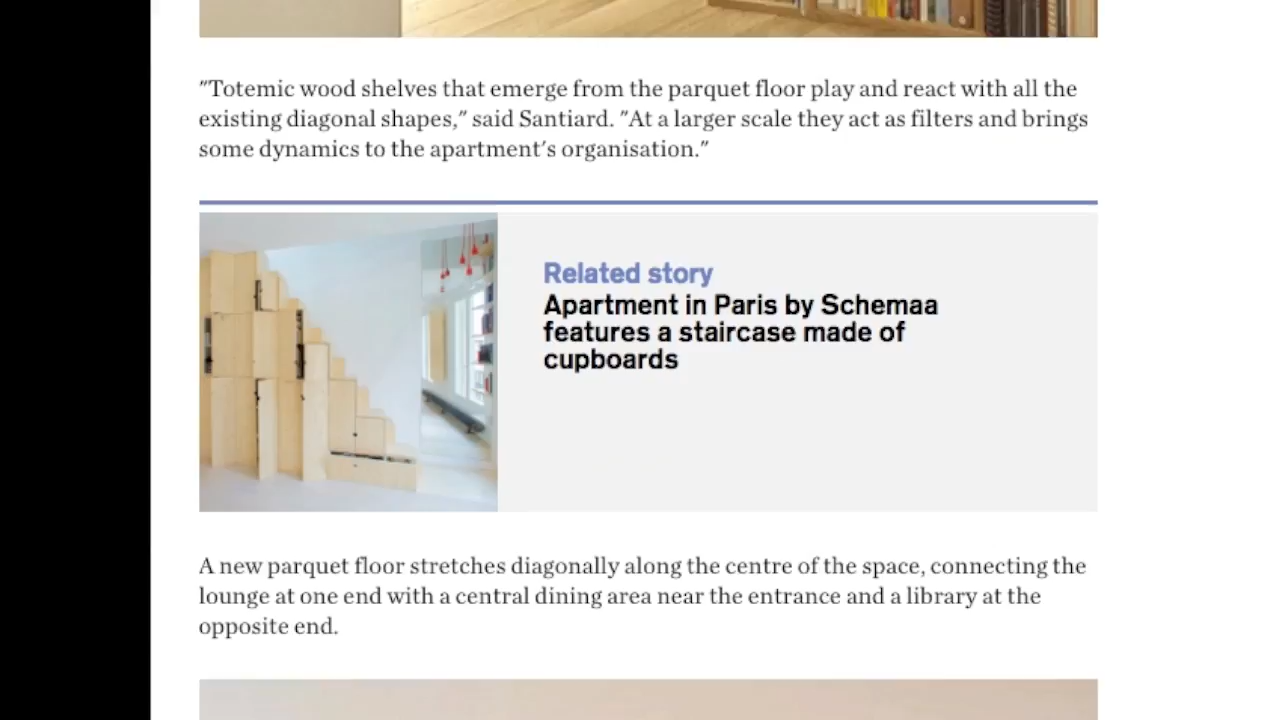 "Totemic wood shelves that emerge from the parquet floor play and react with all the
existing diagonal shapes," said Santiard. "At a larger scale they act as filters and brings
some dynamics to the apartment's organisation."
Related story
Apartment in Paris by Schemaa
features a staircase made of
cupboards
A new parquet floor stretches diagonally along the centre of the space, connecting the
lounge at one end with a central dining area near the entrance and a library at the
opposite end.